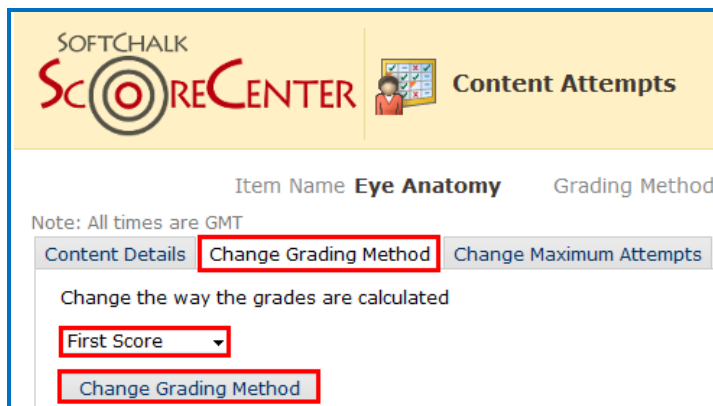 SOFTCHALK
SCORECENTER
Content Attempts
Item Name Eye Anatomy Grading Method
Note: All times are GMT
Content Details Change Grading Method Change Maximum Attempts
Change the way the grades are calculated
First Score
Change Grading Method